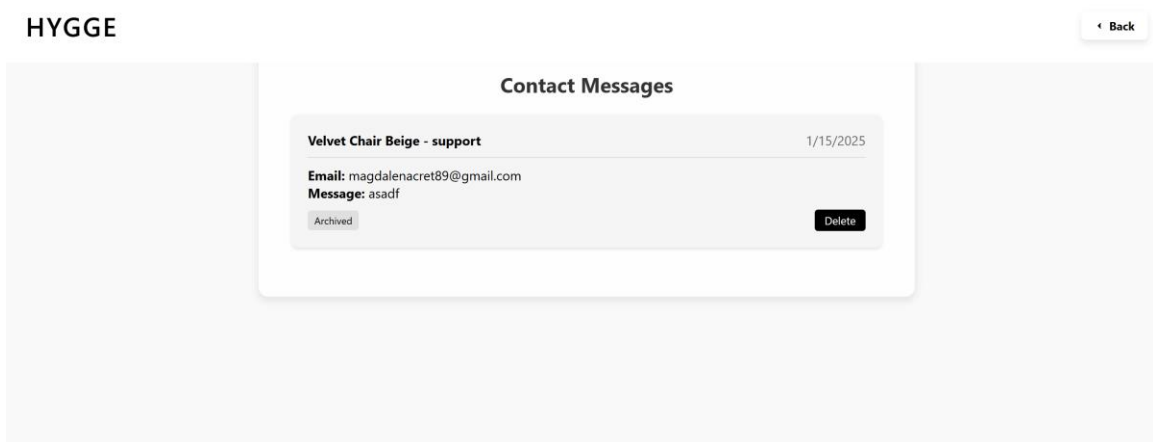 HYGGE
Back
Contact Messages
Velvet Chair Beige - support 1/15/2025
Email: magdalenacret89@gmail.com
Message: asadf
Archived Delete